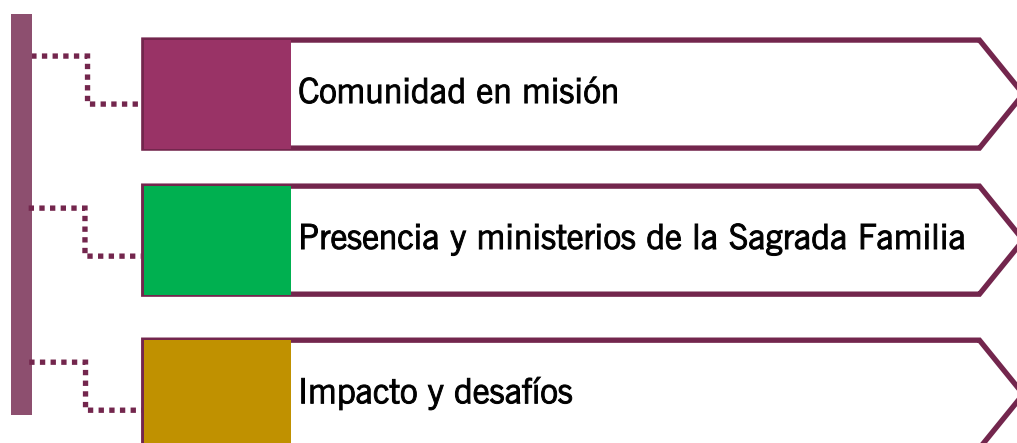 Comunidad en misión
Presencia y ministerios de la Sagrada Familia
Impacto y desafíos